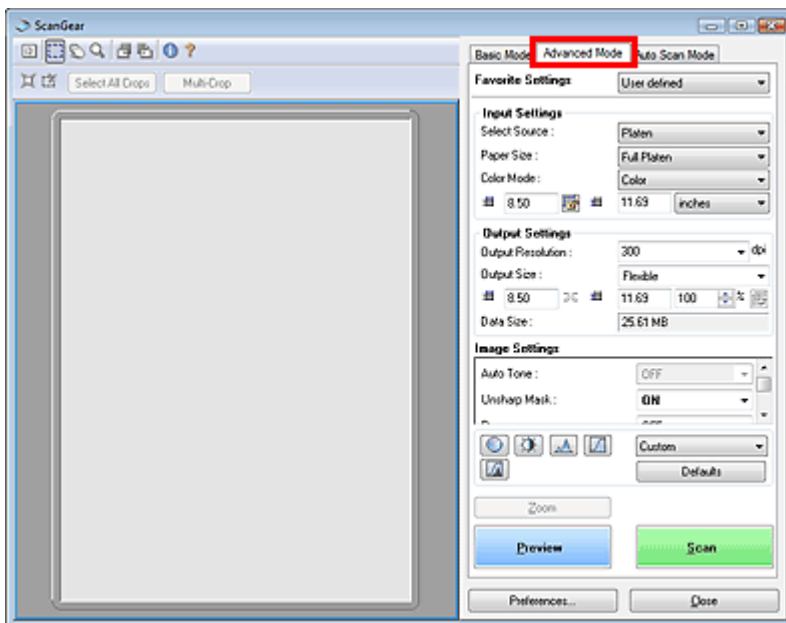 ScanGear
Basic Mode Advanced Mode Auto Scan Mode
Select All Crops Multi-Crop
Favorite Settings User defined
Input Settings
Select Source : Platen
Paper Size : Full Platen
Color Mode : Color
8.50 11.69 inches
Output Settings
Output Resolution : 300 dpi
Output Size : Flexible
8.50 11.69 100 %
Data Size : 25.61 MB
Image Settings
Auto Tone : OFF
Unsharp Mask : ON
Custom
Defaults
Zoom
Preview Scan
Preferences... Close